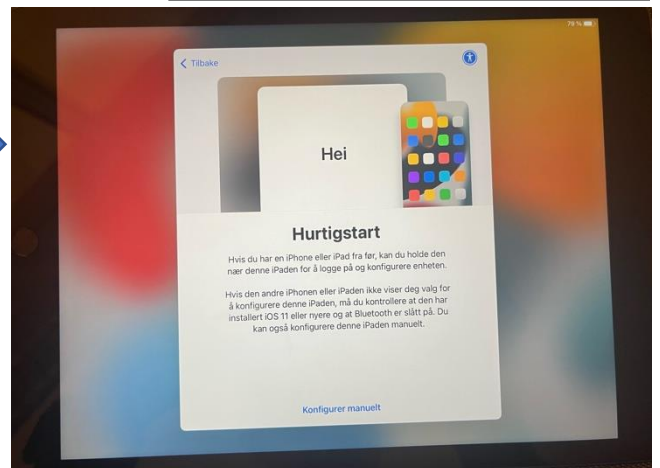 79 %
Tilbake
Hei
Hurtigstart
Hvis du har en iPhone eller iPad fra før, kan du holde den
nær denne iPaden for å logge på og konfigurere enheten.
Hvis den andre iPhonen eller iPaden ikke viser deg valg for
å konfigurere denne iPaden, må du kontrollere at den har
installert iOS 11 eller nyere og at Bluetooth er slått på. Du
kan også konfigurere denne iPaden manuelt.
Konfigurer manuelt